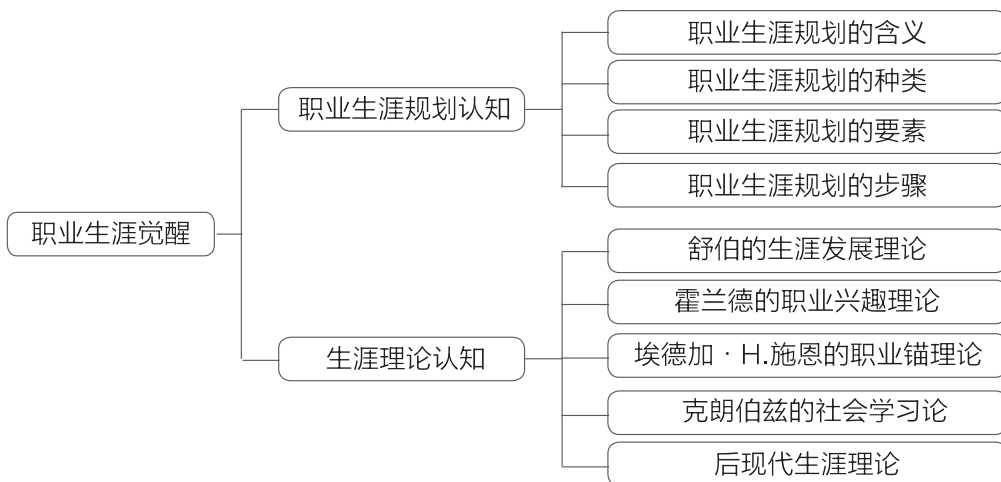 职业生涯觉醒
职业生涯规划认知
职业生涯规划的含义
职业生涯规划的种类
职业生涯规划的要素
职业生涯规划的步骤
生涯理论认知
舒伯的生涯发展理论
霍兰德的职业兴趣理论
埃德加·H.施恩的职业锚理论
克朗伯兹的社会学习论
后现代生涯理论